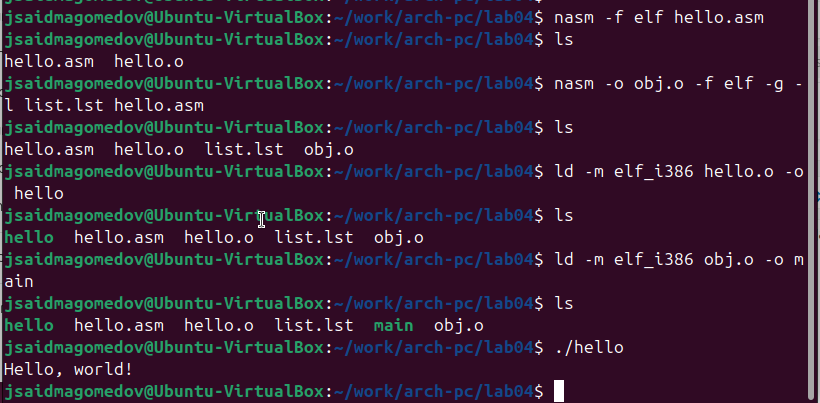 jsaidmagomedov@Ubuntu-VirtualBox:~/work/arch-pc/lab04$ nasm -f elf hello.asm
jsaidmagomedov@Ubuntu-VirtualBox:~/work/arch-pc/lab04$ ls
hello.asm  hello.o
jsaidmagomedov@Ubuntu-VirtualBox:~/work/arch-pc/lab04$ nasm -o obj.o -f elf -g -
l list.lst hello.asm
jsaidmagomedov@Ubuntu-VirtualBox:~/work/arch-pc/lab04$ ls
hello.asm  hello.o  list.lst  obj.o
jsaidmagomedov@Ubuntu-VirtualBox:~/work/arch-pc/lab04$ ld -m elf_i386 hello.o -o
 hello
jsaidmagomedov@Ubuntu-VirtualBox:~/work/arch-pc/lab04$ ls
hello  hello.asm  hello.o  list.lst  obj.o
jsaidmagomedov@Ubuntu-VirtualBox:~/work/arch-pc/lab04$ ld -m elf_i386 obj.o -o m
ain
jsaidmagomedov@Ubuntu-VirtualBox:~/work/arch-pc/lab04$ ls
hello  hello.asm  hello.o  list.lst  main  obj.o
jsaidmagomedov@Ubuntu-VirtualBox:~/work/arch-pc/lab04$ ./hello
Hello, world!
jsaidmagomedov@Ubuntu-VirtualBox:~/work/arch-pc/lab04$